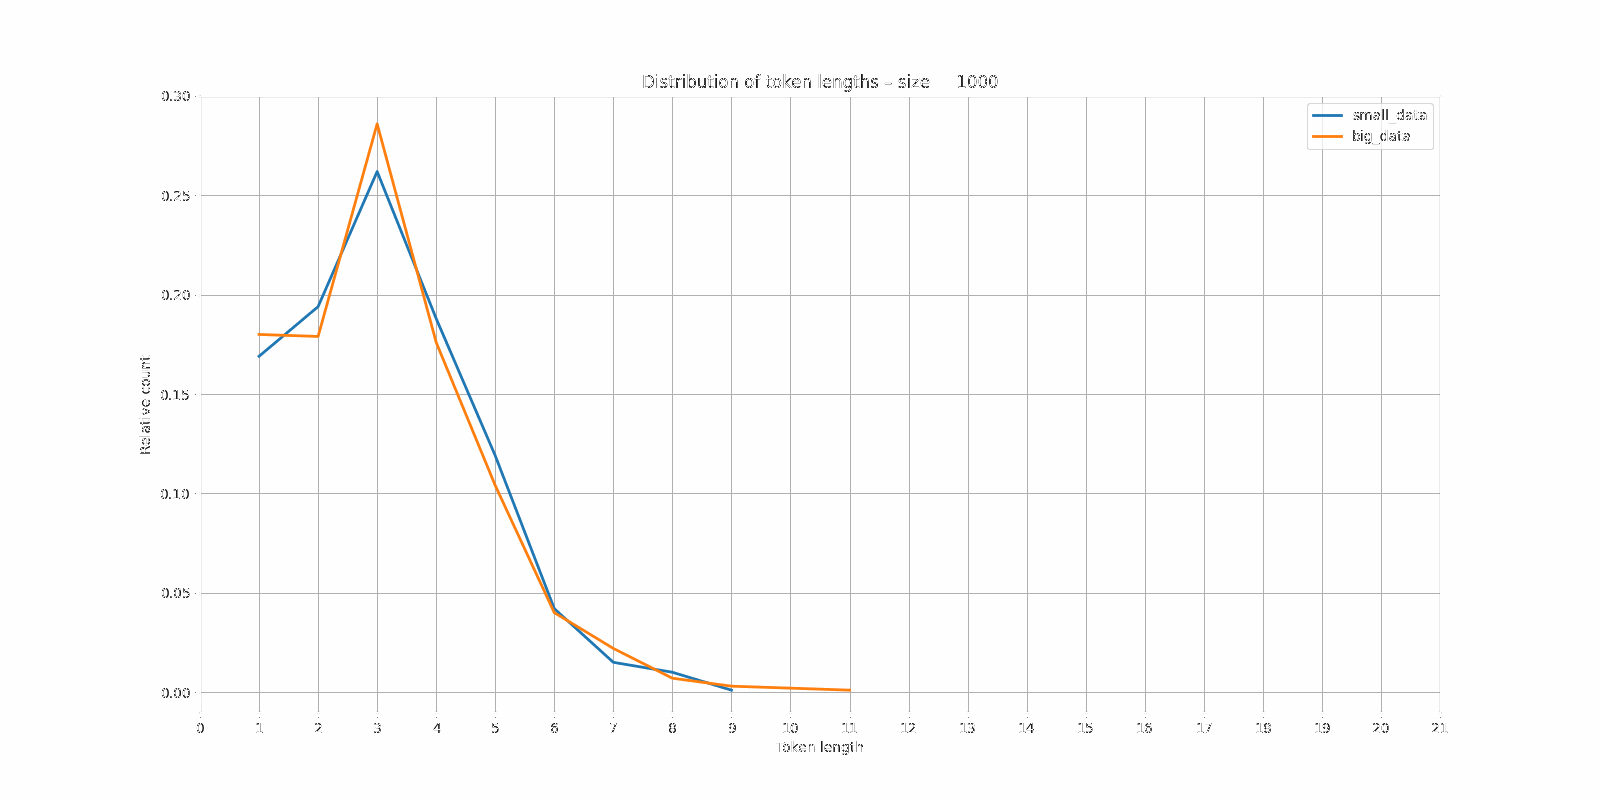 Distribution of token lengths – size 1000
small_data
big_data
0.30
0.25
0.20
0.15
0.10
0.05
0.00
Relative count
0 1 2 3 4 5 6 7 8 9 10 11 12 13 14 15 16 17 18 19 20 21
Token length